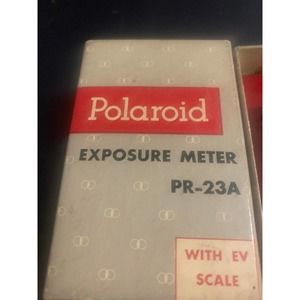 Polaroid
EXPOSURE METER
PR-23A
WITH EV
SCALE